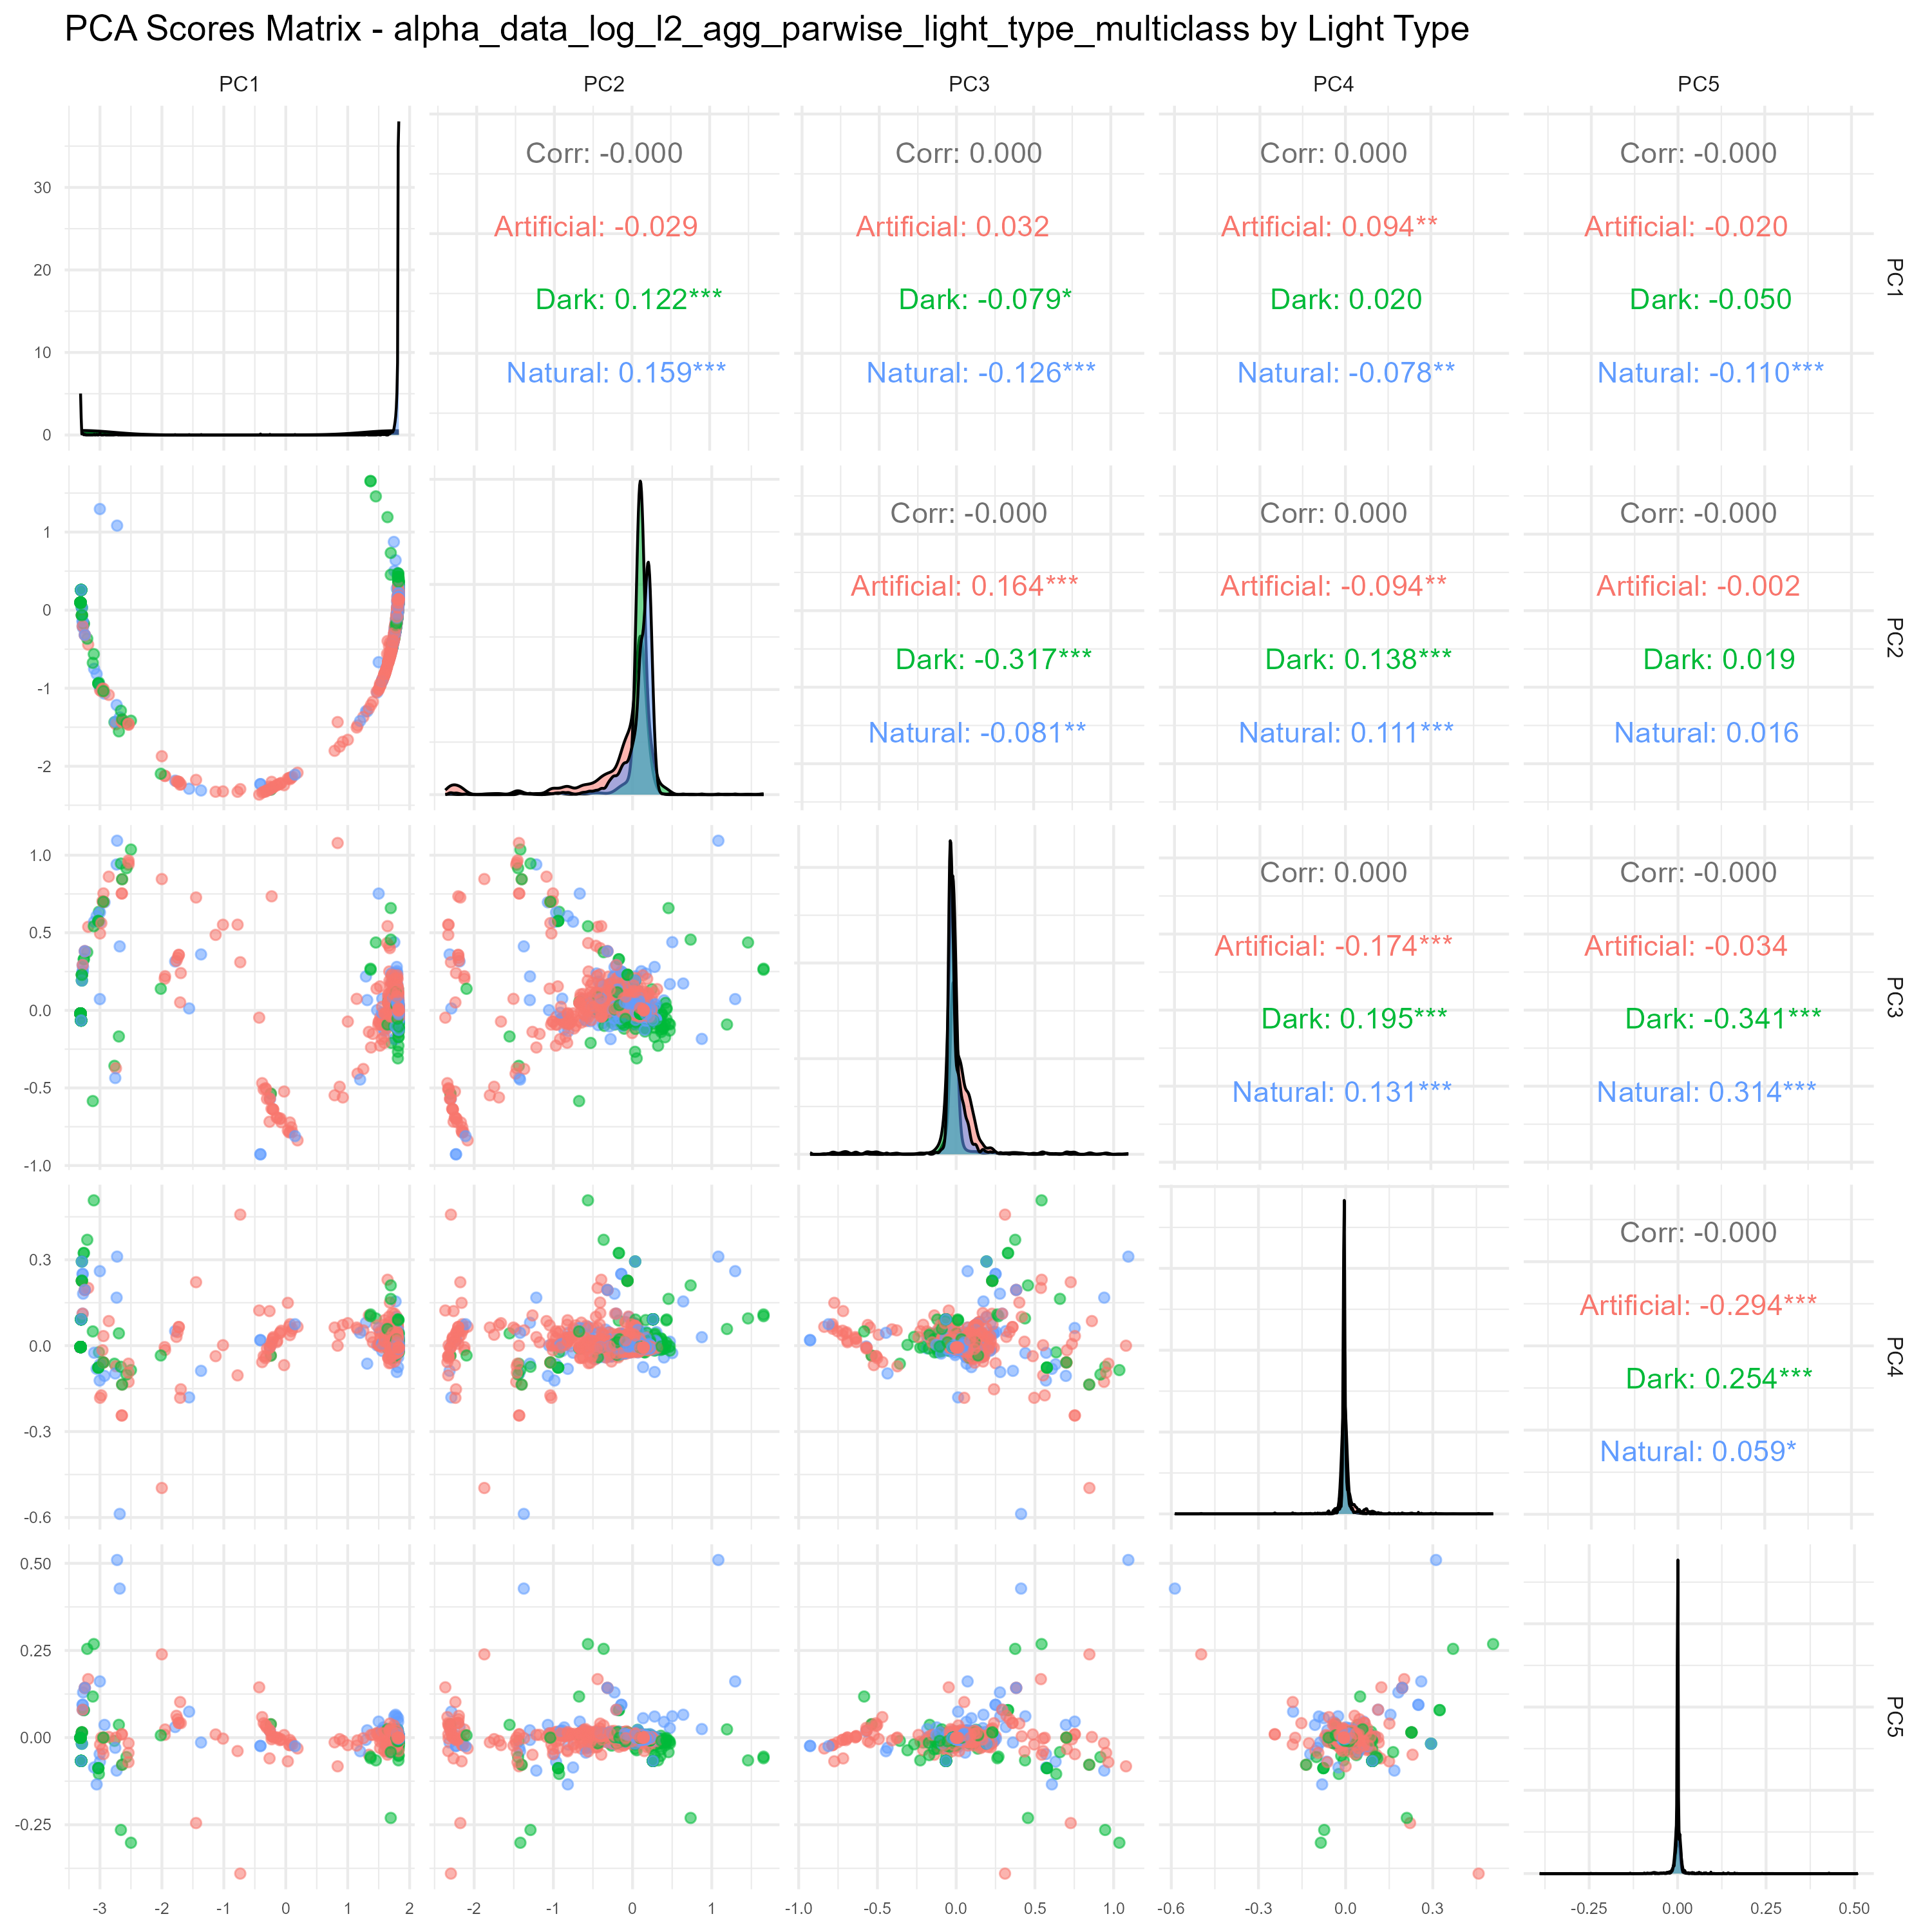 PCA Scores Matrix - alpha_data_log_l2_agg_parwise_light_type_multiclass by Light Type
PC1 PC2 PC3 PC4 PC5
30
20
10
0
Corr: -0.000 Corr: 0.000 Corr: 0.000 Corr: -0.000
Artificial: -0.029 Artificial: 0.032 Artificial: 0.094** Artificial: -0.020
Dark: 0.122*** Dark: -0.079* Dark: 0.020 Dark: -0.050
Natural: 0.159*** Natural: -0.126*** Natural: -0.078** Natural: -0.110***
PC1
1
0
-1
-2
Corr: -0.000 Corr: 0.000 Corr: -0.000
Artificial: 0.164*** Artificial: -0.094** Artificial: -0.002
Dark: -0.317*** Dark: 0.138*** Dark: 0.019
Natural: -0.081** Natural: 0.111*** Natural: 0.016
PC2
1.0
0.5
0.0
-0.5
-1.0
Corr: 0.000 Corr: -0.000
Artificial: -0.174*** Artificial: -0.034
Dark: 0.195*** Dark: -0.341***
Natural: 0.131*** Natural: 0.314***
PC3
0.3
0.0
-0.3
-0.6
Corr: -0.000
Artificial: -0.294***
Dark: 0.254***
Natural: 0.059*
PC4
0.50
0.25
0.00
-0.25
PC5
-3 -2 -1 0 1 2 -2 -1 0 1 -1.0 -0.5 0.0 0.5 1.0 -0.6 -0.3 0.0 0.3 -0.25 0.00 0.25 0.50